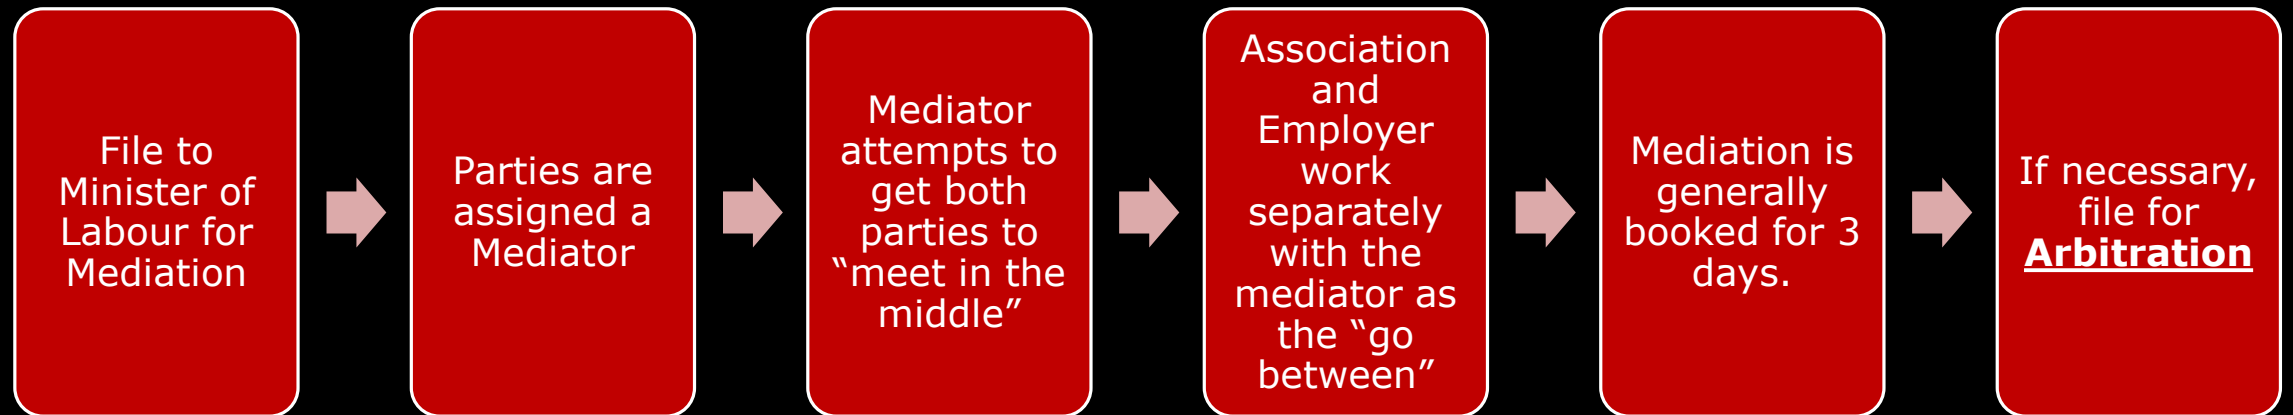 File to
Minister of
Labour for
Mediation
Parties are
assigned a
Mediator
Mediator
attempts to
get both
parties to
“meet in the
middle”
Association
and
Employer
work
separately
with the
mediator as
the “go
between”
Mediation is
generally
booked for 3
days.
If necessary,
file for
Arbitration